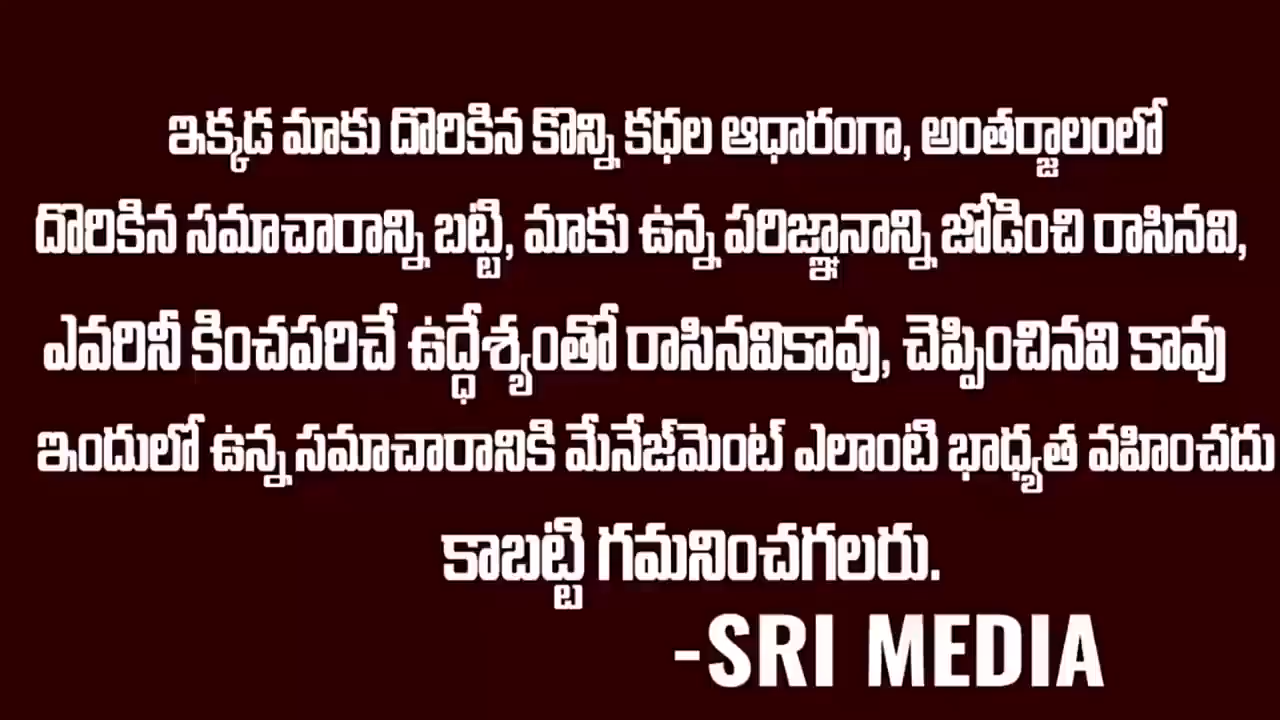 ఇక్కడ మాకు దొరికిన కొన్ని కధల ఆధారంగా, అంతర్జాలంలో
దొరికిన సమాచారాన్ని బట్టి, మాకు ఉన్న పరిజ్ఞానాన్ని జోడించి రాసినవి,
ఎవరినీ కించపరిచే ఉద్ధేశ్యంతో రాసినవికావు, చెప్పించినవి కావు
ఇందులో ఉన్న సమాచారానికి మేనేజ్‌మెంట్ ఎలాంటి భాధ్యత వహించదు
కాబట్టి గమనించగలరు.
-SRI MEDIA